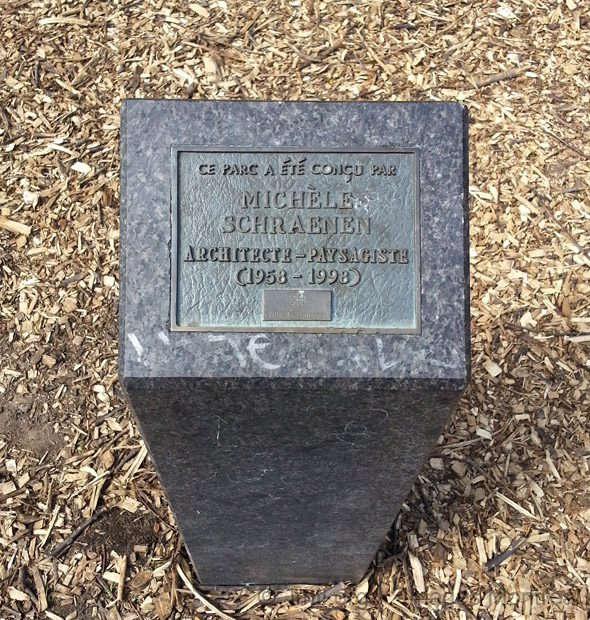 CE PARC A ÉTÉ CONÇU PAR
MICHÈLE
SCHRAENEN
ARCHITECTE-PAYSAGISTE
(1958 - 1998)